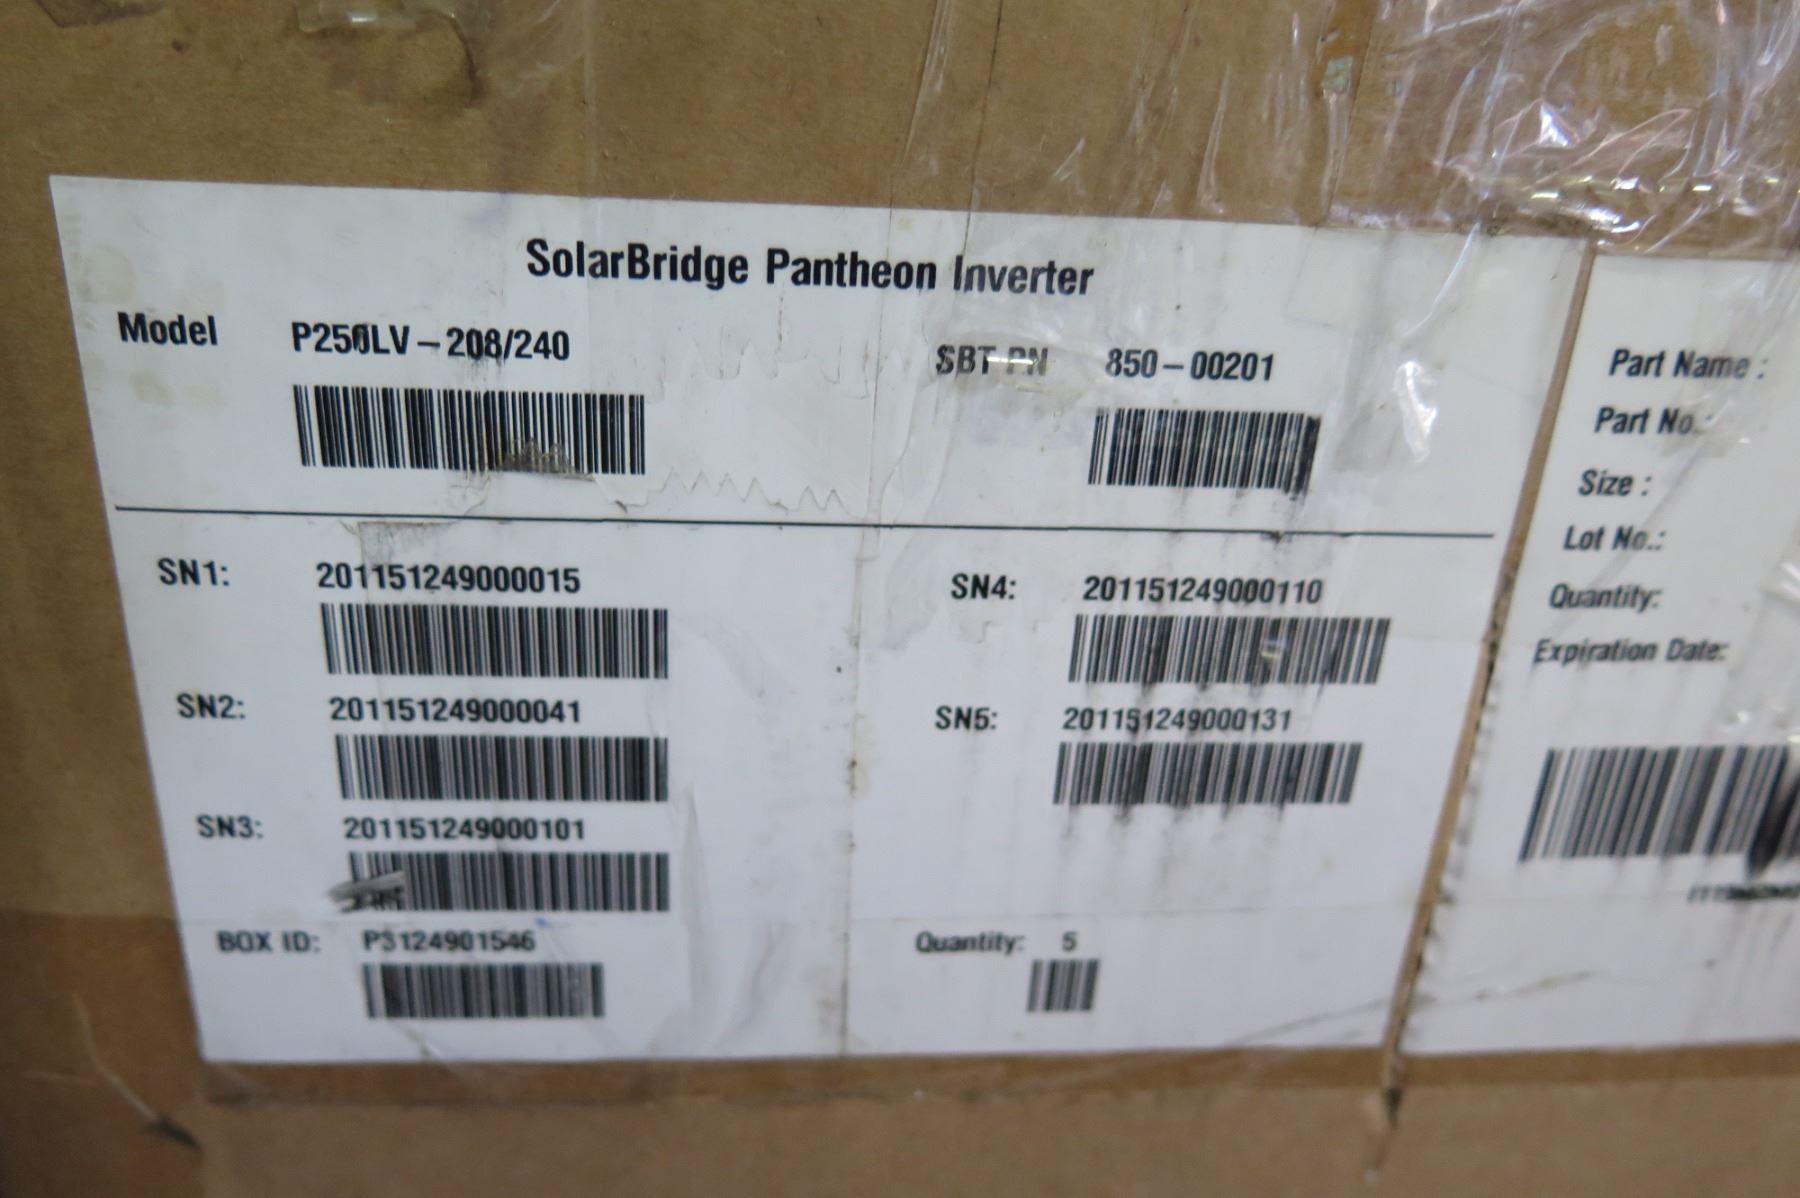 SolarBridge Pantheon Inverter
Model P250LV-208/240
SBT PN 850-00201
SN1: 201151249000015
SN2: 201151249000041
SN3: 201151249000101
SN4: 201151249000110
SN5: 201151249000131
BOX ID: P3124901546
Quantity: 5
Part Name :
Part No.:
Size :
Lot No.:
Quantity:
Expiration Date: